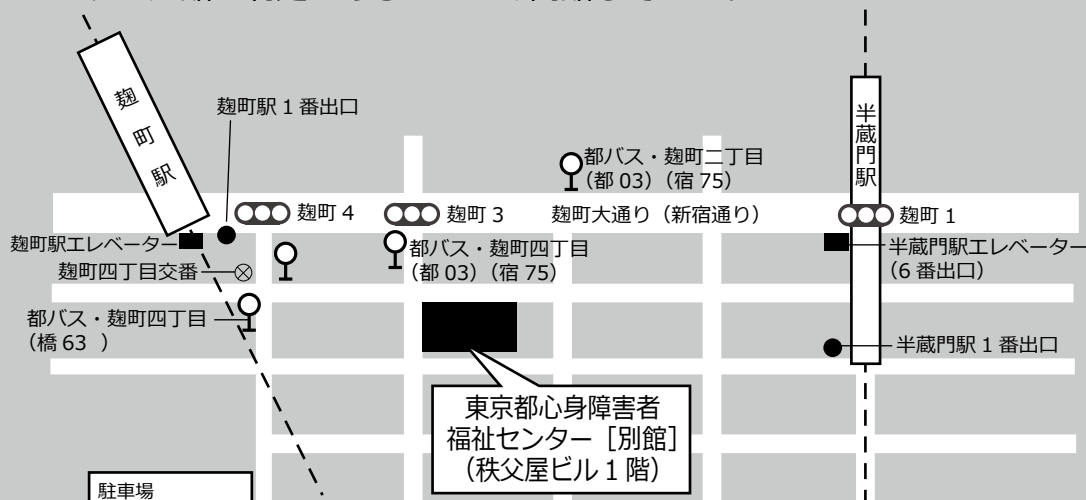 麹町駅
麹町駅 1 番出口
都バス・麹町二丁目
（都 03）（宿 75）
半蔵門駅
麹町 4
麹町 3
麹町大通り（新宿通り）
麹町 1
麹町駅エレベーター
都バス・麹町四丁目
（都 03）（宿 75）
半蔵門駅エレベーター
（6 番出口）
麹町四丁目交番
都バス・麹町四丁目
（橋 63　）
半蔵門駅 1 番出口
東京都心身障害者
福祉センター［別館］
（秩父屋ビル 1 階）
駐車場